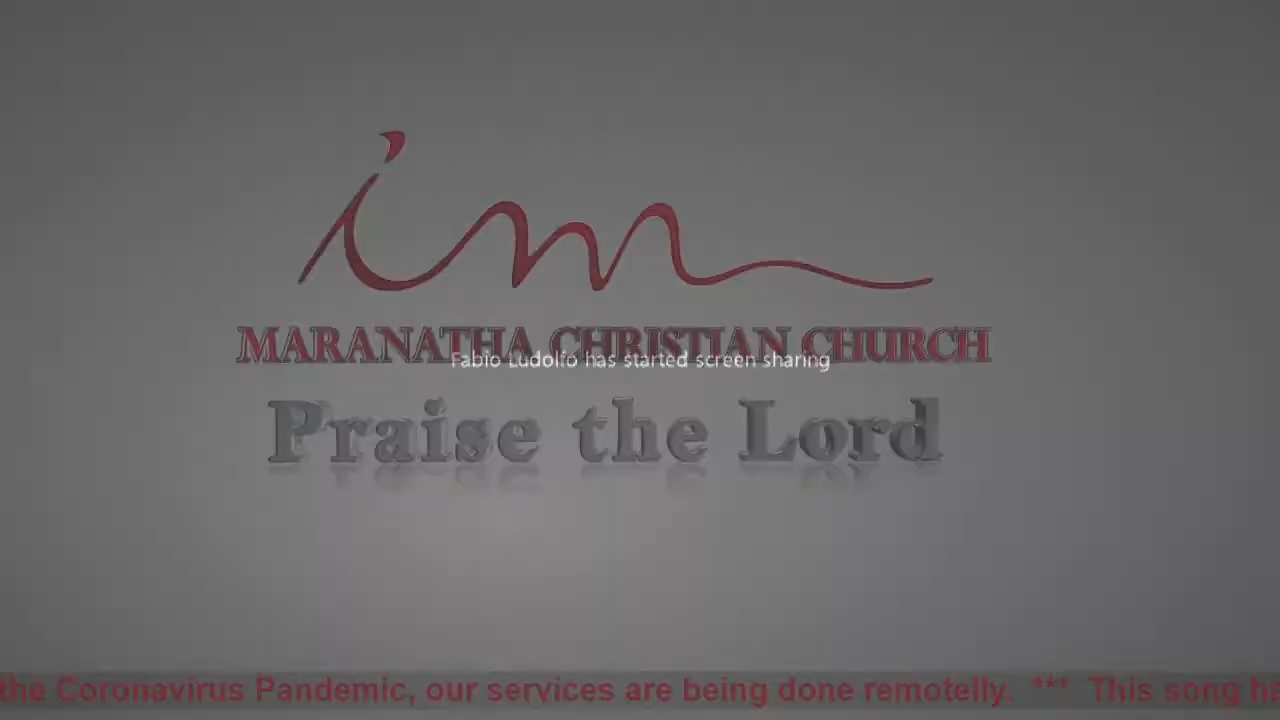 im
MARANATHA CHRISTIAN CHURCH
Fabio Ludolfo has started screen sharing
Praise the Lord
the Coronavirus Pandemic, our services are being done remotelly. *** This song